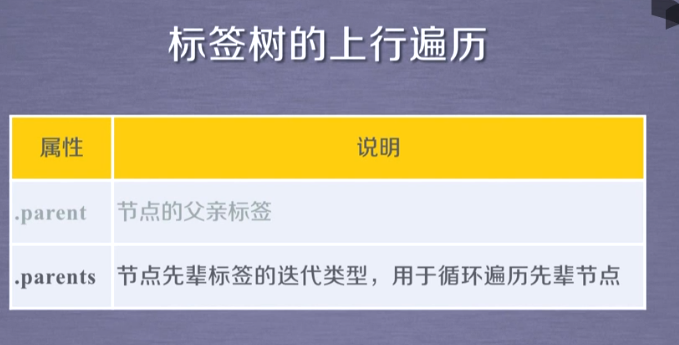 标签树的上行遍历
属性 说明
.parent 节点的父亲标签
.parents 节点先辈标签的迭代类型，用于循环遍历先辈节点